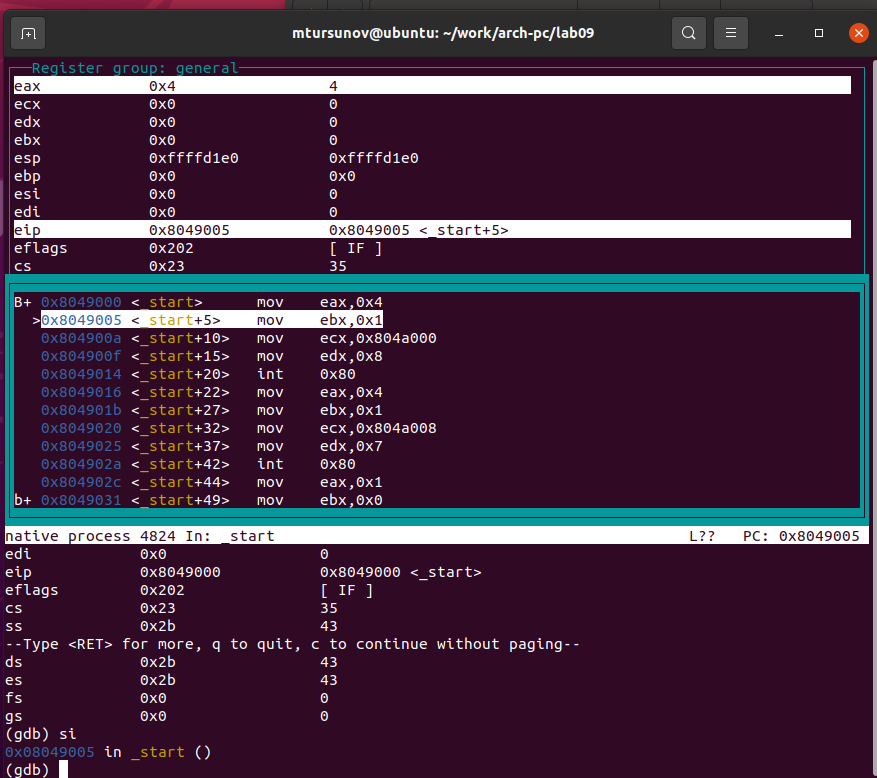 mtursunov@ubuntu: ~/work/arch-pc/lab09
Register group: general
eax 0x4 4
ecx 0x0 0
edx 0x0 0
ebx 0x0 0
esp 0xffffd1e0 0xffffd1e0
ebp 0x0 0x0
esi 0x0 0
edi 0x0 0
eip 0x8049005 0x8049005 <_start+5>
eflags 0x202 [ IF ]
cs 0x23 35
B+ 0x8049000 <_start> mov eax,0x4
>0x8049005 <_start+5> mov ebx,0x1
0x804900a <_start+10> mov ecx,0x804a000
0x804900f <_start+15> mov edx,0x8
0x8049014 <_start+20> int 0x80
0x8049016 <_start+22> mov eax,0x4
0x804901b <_start+27> mov ebx,0x1
0x8049020 <_start+32> mov ecx,0x804a008
0x8049025 <_start+37> mov edx,0x7
0x804902a <_start+42> int 0x80
0x804902c <_start+44> mov eax,0x1
b+ 0x8049031 <_start+49> mov ebx,0x0
native process 4824 In: _start L?? PC: 0x8049005
edi 0x0 0
eip 0x8049000 0x8049000 <_start>
eflags 0x202 [ IF ]
cs 0x23 35
ss 0x2b 43
--Type <RET> for more, q to quit, c to continue without paging--
ds 0x2b 43
es 0x2b 43
fs 0x0 0
gs 0x0 0
(gdb) si
0x08049005 in _start ()
(gdb)